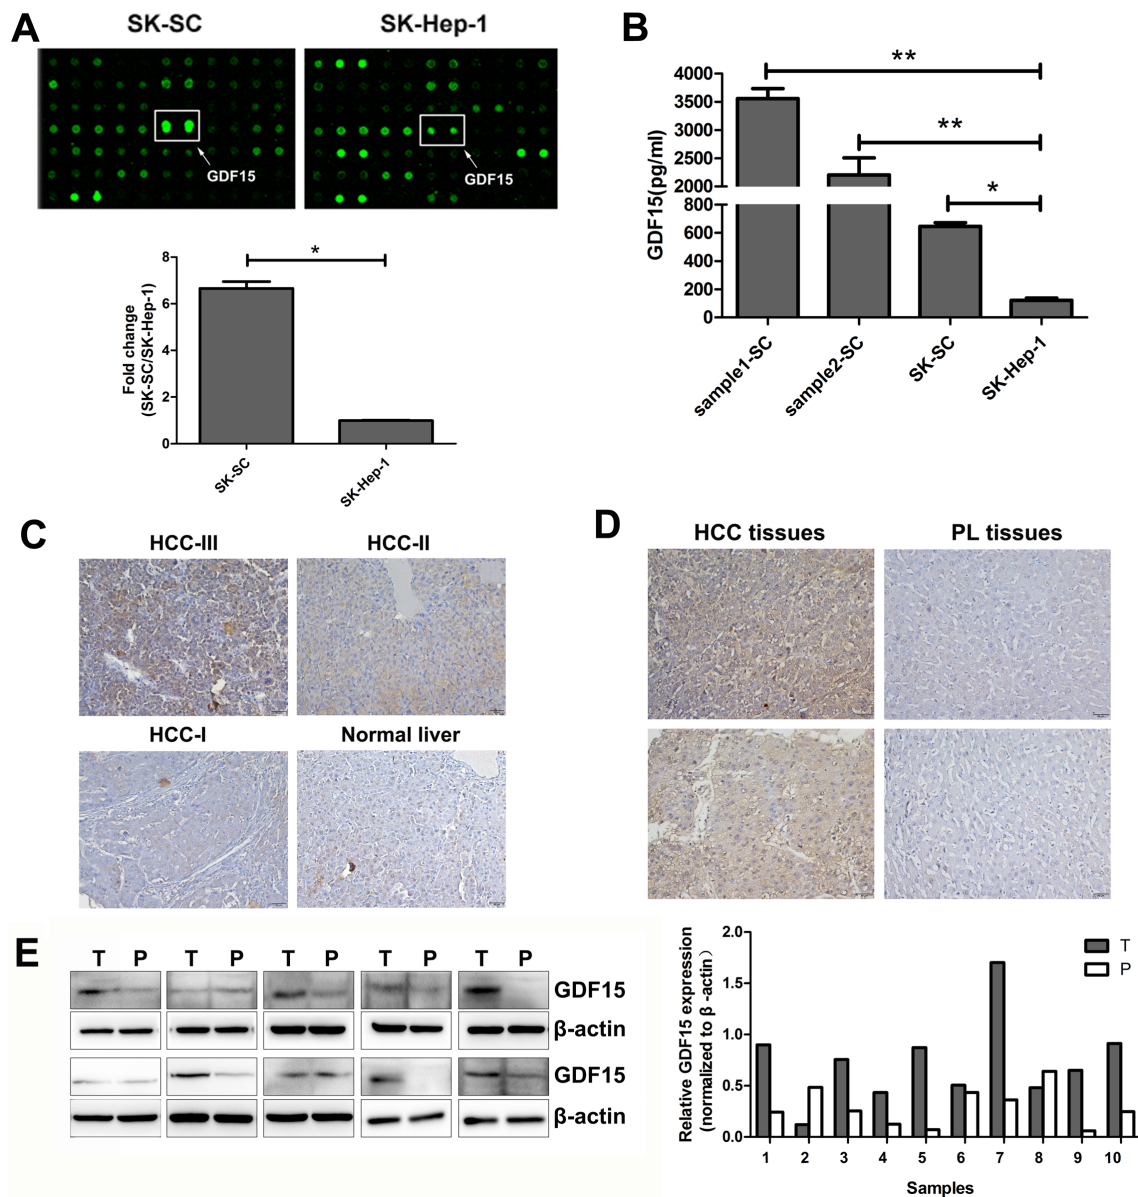 A
SK-SC
SK-Hep-1
GDF15
GDF15
Fold change
(SK-SC/SK-Hep-1)
8
6
4
2
0
*
SK-SC
SK-Hep-1
B
GDF15(pg/ml)
4000
3500
3000
2500
2000
800
600
400
200
0
**
**
*
sample1-SC
sample2-SC
SK-SC
SK-Hep-1
C
HCC-III
HCC-II
HCC-I
Normal liver
D
HCC tissues
PL tissues
E
T P T P T P T P T P
GDF15
β-actin
GDF15
β-actin
Relative GDF15 expression
(normalized to β -actin)
2.0
1.5
1.0
0.5
0.0
T
P
1 2 3 4 5 6 7 8 9 10
Samples